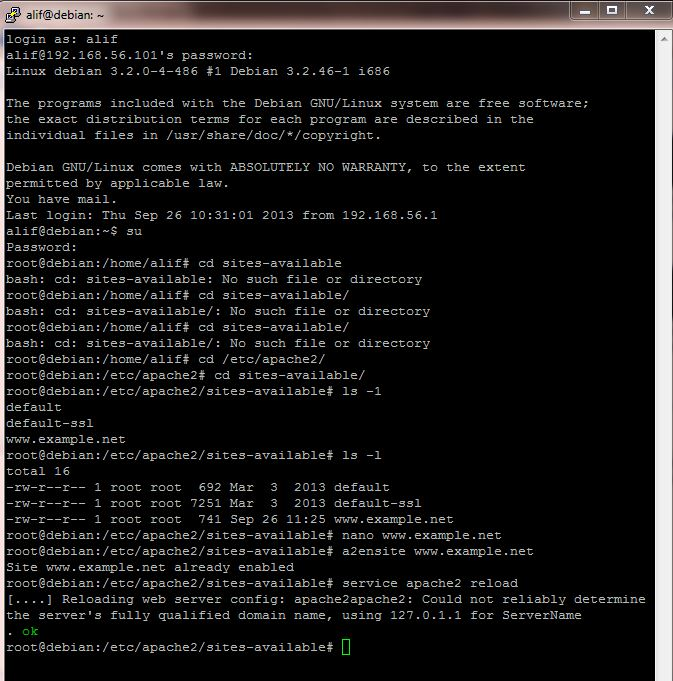 alif@debian: ~
login as: alif
alif@192.168.56.101's password:
Linux debian 3.2.0-4-486 #1 Debian 3.2.46-1 i686
The programs included with the Debian GNU/Linux system are free software;
the exact distribution terms for each program are described in the
individual files in /usr/share/doc/*/copyright.
Debian GNU/Linux comes with ABSOLUTELY NO WARRANTY, to the extent
permitted by applicable law.
You have mail.
Last login: Thu Sep 26 10:31:01 2013 from 192.168.56.1
alif@debian:~$ su
Password:
root@debian:/home/alif# cd sites-available
bash: cd: sites-available: No such file or directory
root@debian:/home/alif# cd sites-available/
bash: cd: sites-available/: No such file or directory
root@debian:/home/alif# cd sites-available/
bash: cd: sites-available/: No such file or directory
root@debian:/home/alif# cd /etc/apache2/
root@debian:/etc/apache2# cd sites-available/
root@debian:/etc/apache2/sites-available# ls -1
default
default-ssl
www.example.net
root@debian:/etc/apache2/sites-available# ls -l
total 16
-rw-r--r-- 1 root root  692 Mar  3  2013 default
-rw-r--r-- 1 root root 7251 Mar  3  2013 default-ssl
-rw-r--r-- 1 root root  741 Sep 26 11:25 www.example.net
root@debian:/etc/apache2/sites-available# nano www.example.net
root@debian:/etc/apache2/sites-available# a2ensite www.example.net
Site www.example.net already enabled
root@debian:/etc/apache2/sites-available# service apache2 reload
[....] Reloading web server config: apache2apache2: Could not reliably determine
the server's fully qualified domain name, using 127.0.1.1 for ServerName
. ok
root@debian:/etc/apache2/sites-available#